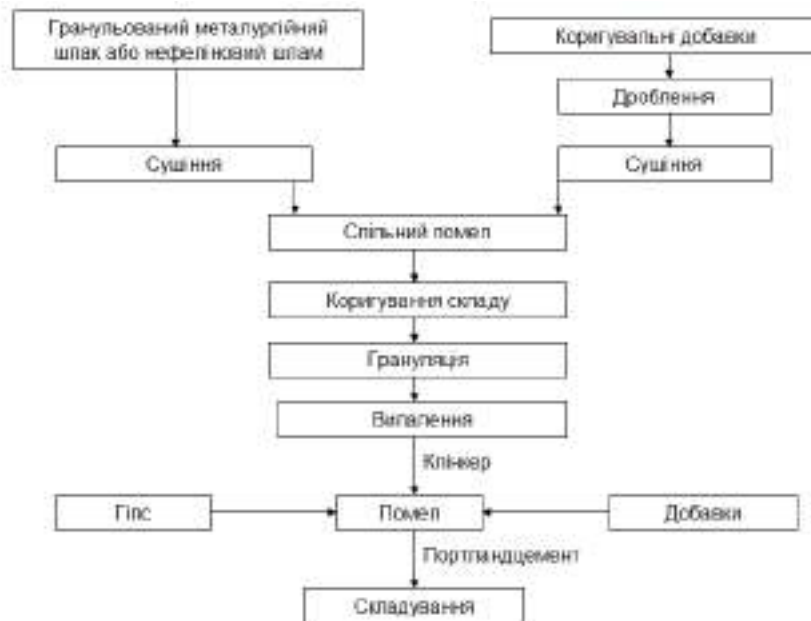 Гранульований металургійний
шлак або нефеліновий шлам
Коригувальні добавки
Дроблення
Сушіння
Сушіння
Спільний помел
Коригування складу
Грануляція
Випалення
Клінкер
Гіпс
Помел
Добавки
Портландцемент
Складування